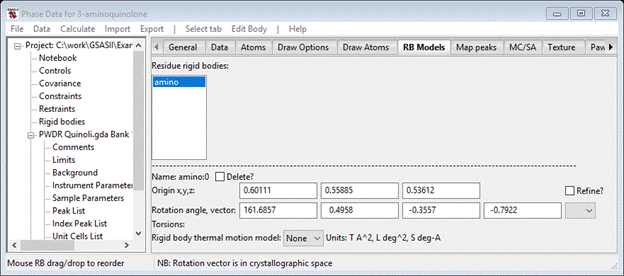 Phase Data for 3-aminoquinolone
File Data Calculate Import Export | Select tab Edit Body | Help
Project: C:\work\GSASII\Exar
Notebook
Controls
Covariance
Constraints
Restraints
Rigid bodies
PWDR Quinoli.gda Bank
Comments
Limits
Background
Instrument Parameters
Sample Parameters
Peak List
Index Peak List
Unit Cells List
General Data Atoms Draw Options Draw Atoms RB Models Map peaks MC/SA Texture Paw
Residue rigid bodies:
amino
Name: amino:0 Delete?
Origin x,y,z: 0.60111 0.55885 0.53612 Refine?
Rotation angle, vector: 161.6857 0.4958 -0.3557 -0.7922
Torsions:
Rigid body thermal motion model: None Units: T A^2, L deg^2, S deg-A
Mouse RB drag/drop to reorder NB: Rotation vector is in crystallographic space